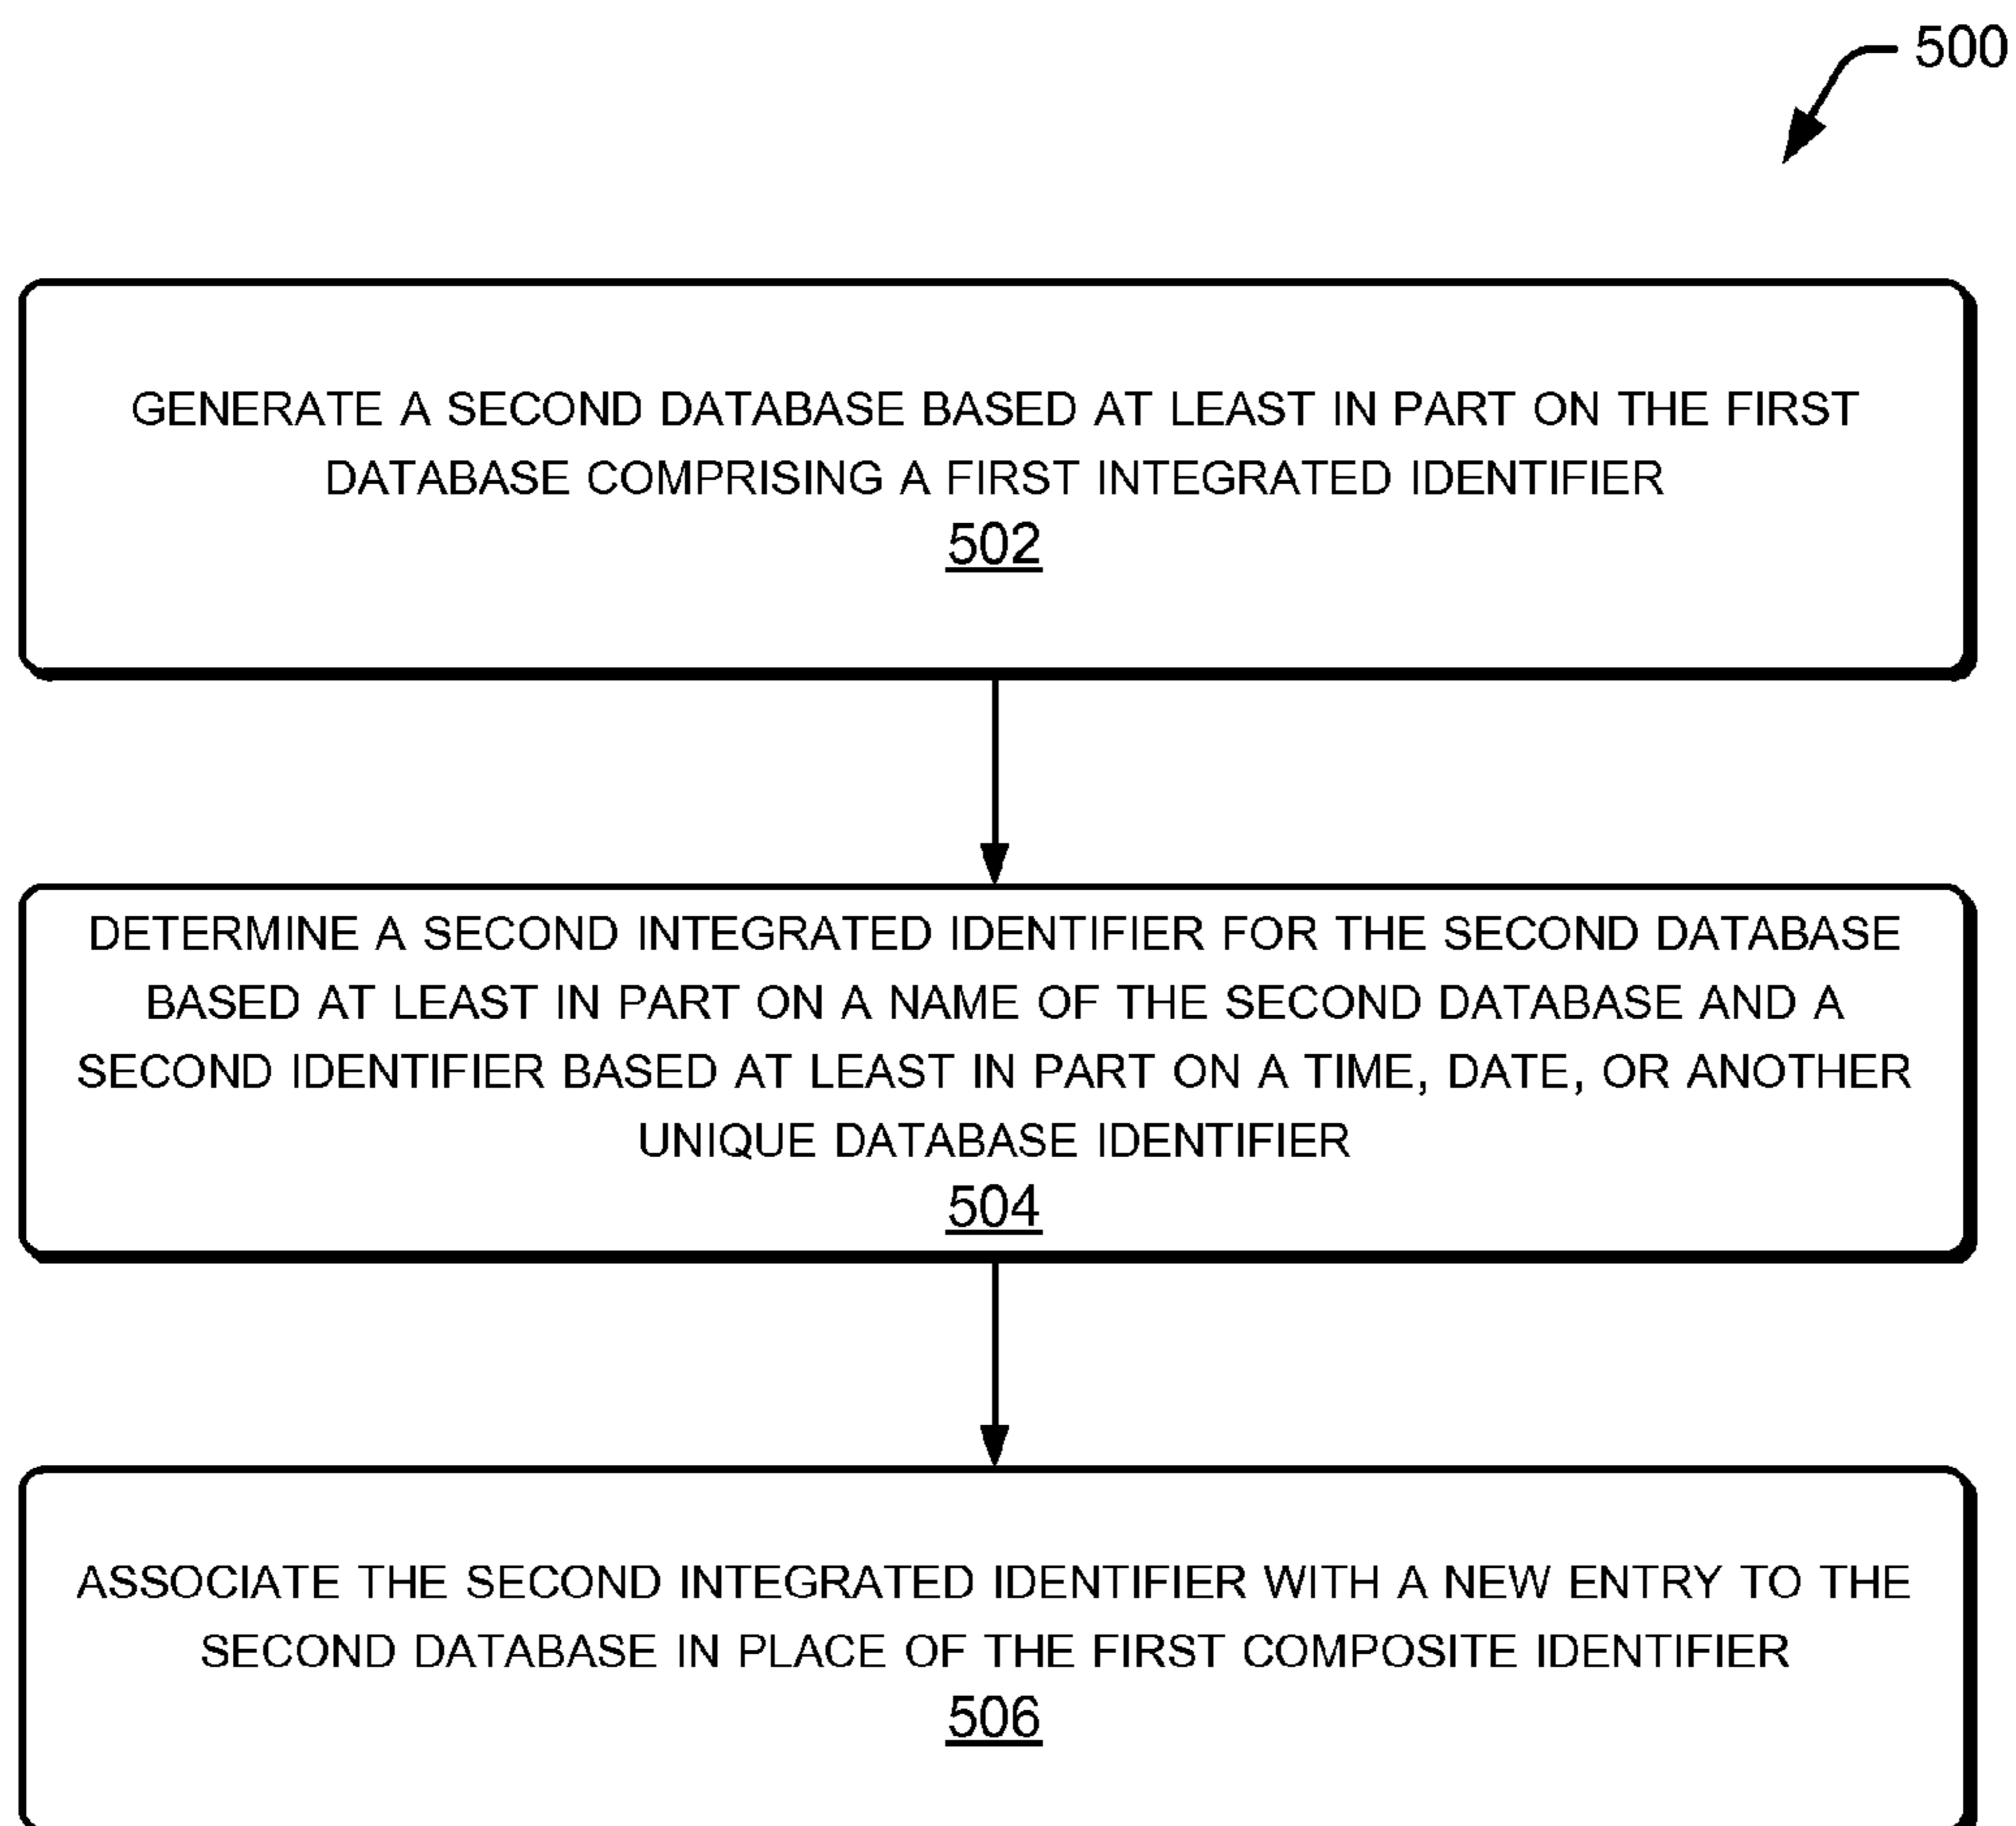 500
GENERATE A SECOND DATABASE BASED AT LEAST IN PART ON THE FIRST
DATABASE COMPRISING A FIRST INTEGRATED IDENTIFIER
502
DETERMINE A SECOND INTEGRATED IDENTIFIER FOR THE SECOND DATABASE
BASED AT LEAST IN PART ON A NAME OF THE SECOND DATABASE AND A
SECOND IDENTIFIER BASED AT LEAST IN PART ON A TIME, DATE, OR ANOTHER
UNIQUE DATABASE IDENTIFIER
504
ASSOCIATE THE SECOND INTEGRATED IDENTIFIER WITH A NEW ENTRY TO THE
SECOND DATABASE IN PLACE OF THE FIRST COMPOSITE IDENTIFIER
506